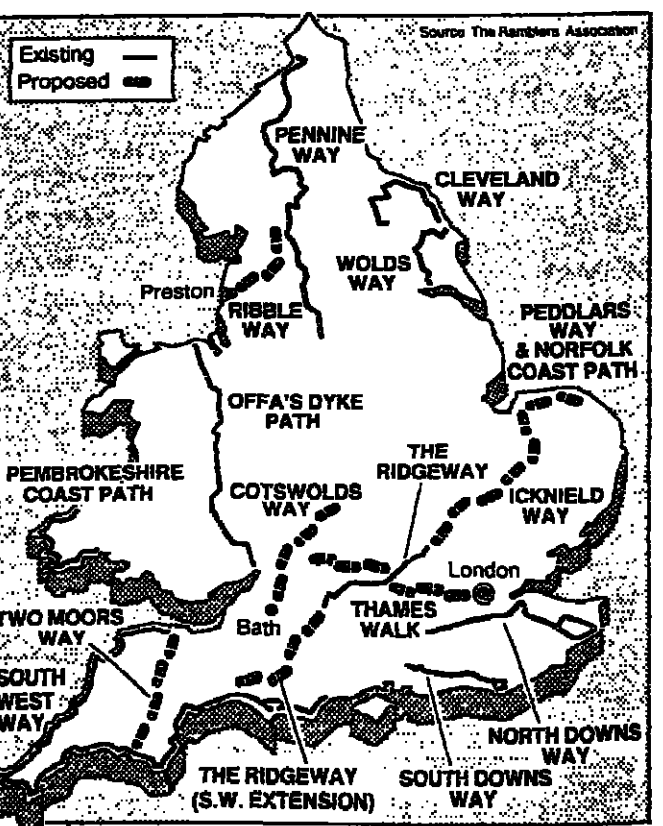 Source The Ramblers Association
Existing
Proposed
PENNINE
WAY
CLEVELAND
WAY
WOLDS
WAY
Preston
RIBBLE
WAY
PEDDLARS
WAY
& NORFOLK
COAST PATH
OFFA'S DYKE
PATH
THE
RIDGEWAY
PEMBROKESHIRE
COAST PATH
COTSWOLDS
WAY
ICKNIELD
WAY
London
TWO MOORS
WAY
Bath
THAMES
WALK
SOUTH
WEST
WAY
NORTH DOWNS
WAY
THE RIDGEWAY
(S.W. EXTENSION)
SOUTH DOWNS
WAY